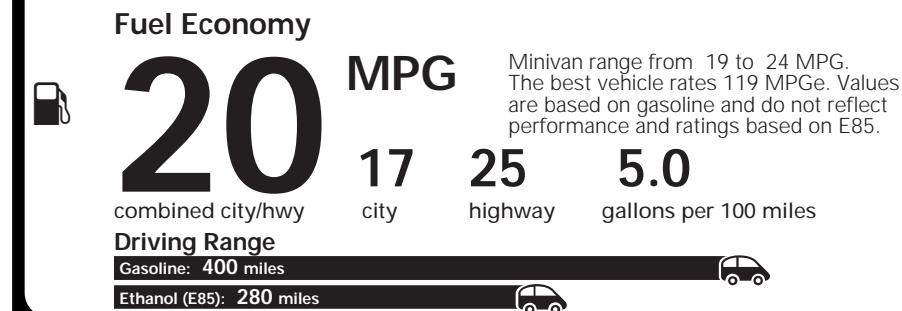 Fuel Economy
20
MPG
Minivan range from 19 to 24 MPG.
The best vehicle rates 119 MPGe. Values
are based on gasoline and do not reflect
performance and ratings based on E85.
17 25 5.0
combined city/hwy city highway gallons per 100 miles
Driving Range
Gasoline: 400 miles
Ethanol (E85): 280 miles